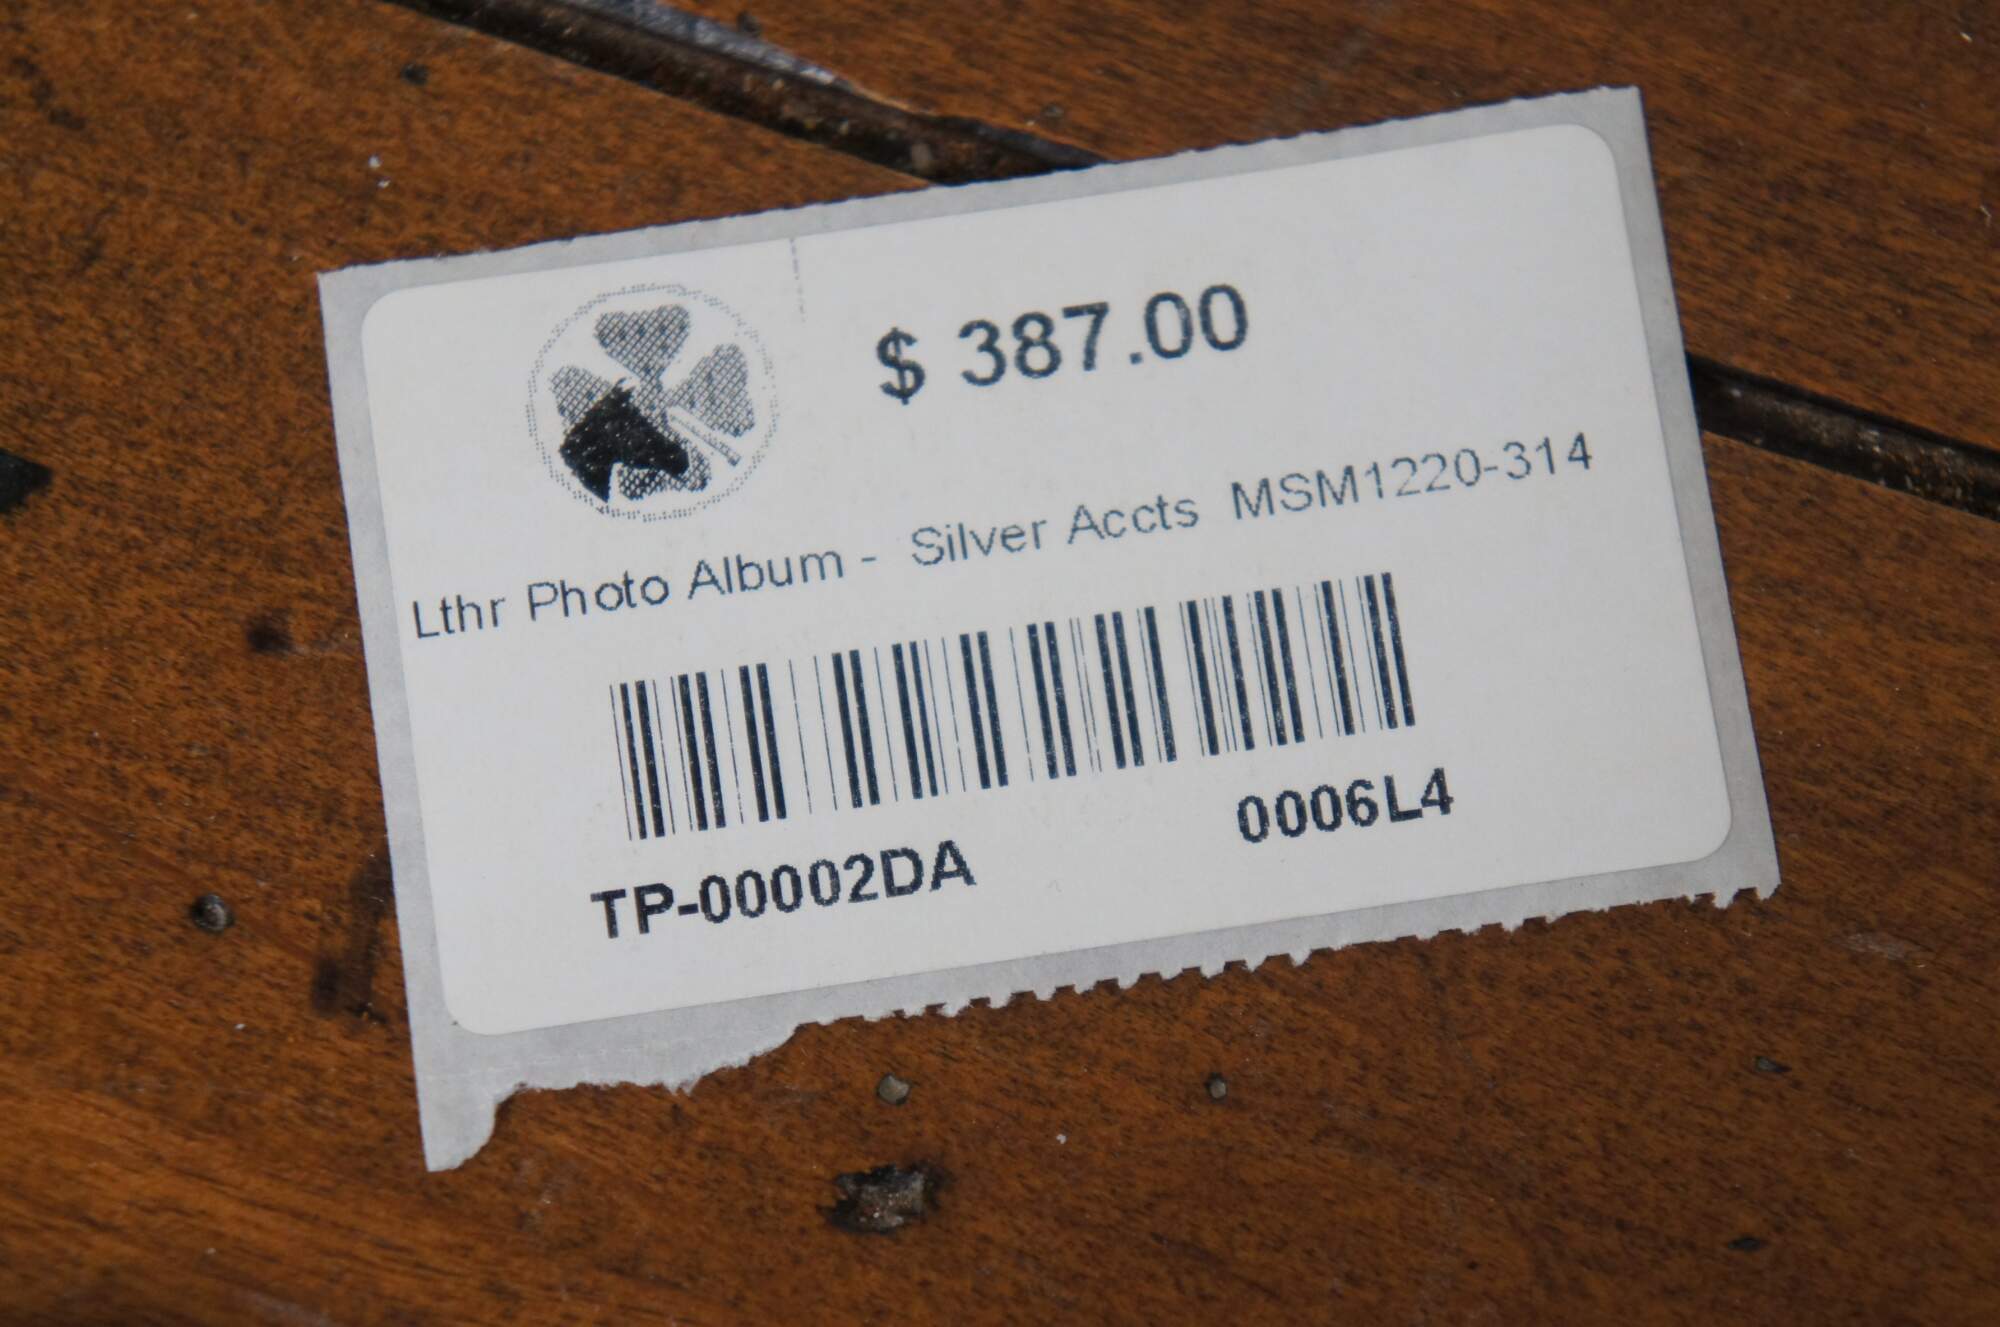 $ 387.00
Lthr Photo Album - Silver Accts MSM1220-314
TP-00002DA 0006L4